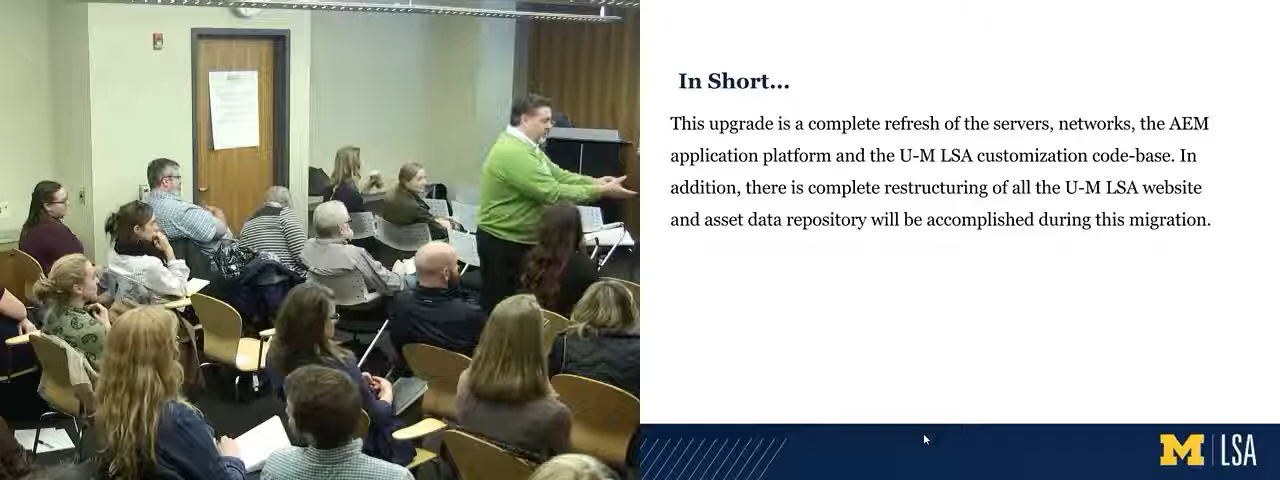 In Short...
This upgrade is a complete refresh of the servers, networks, the AEM
application platform and the U-M LSA customization code-base. In
addition, there is complete restructuring of all the U-M LSA website
and asset data repository will be accomplished during this migration.
M | LSA